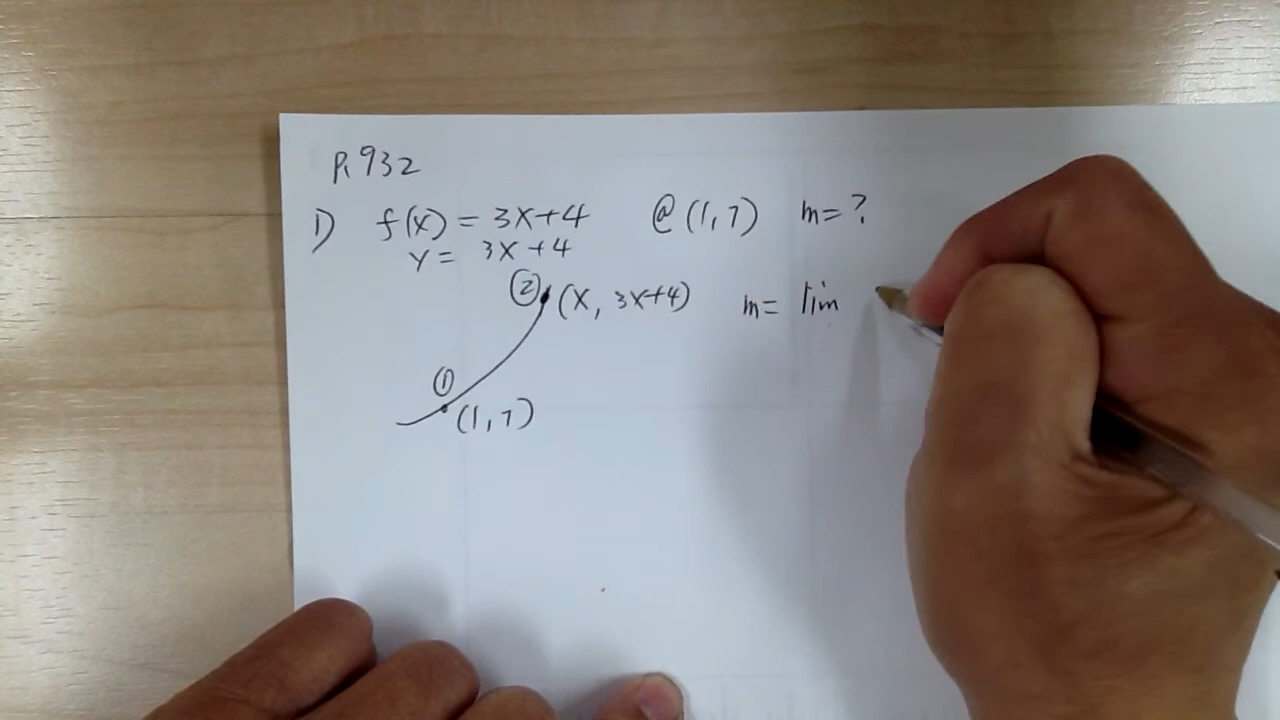 P. 932
1) f(x) = 3x+4 @ (1,7) m = ?
y = 3x+4
② (x, 3x+4) m = lim
①
(1,7)